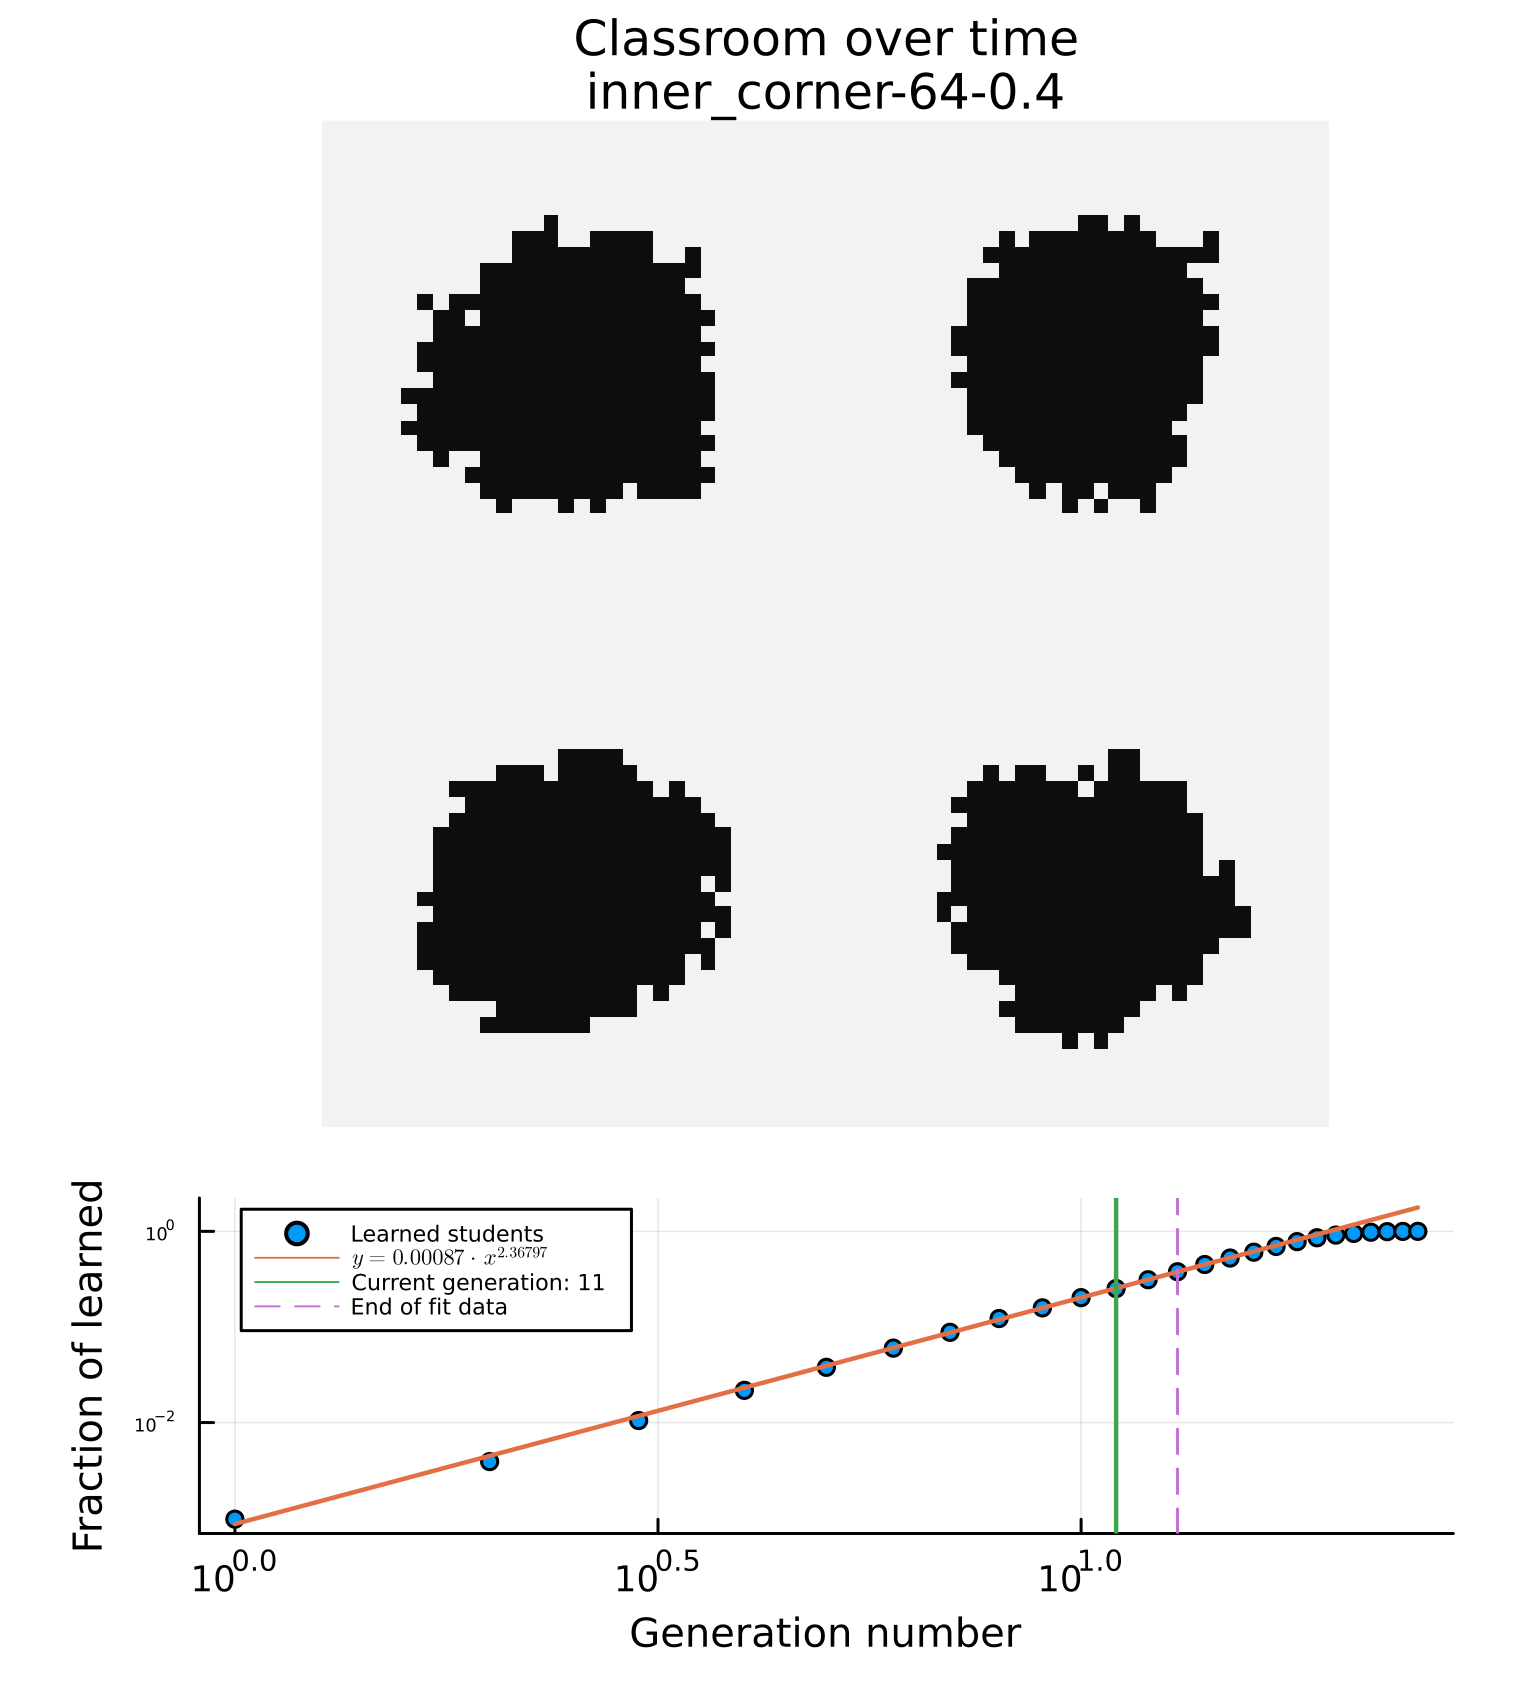 Classroom over time
inner_corner-64-0.4
Fraction of learned
10^0
10^−2
Learned students
y = 0.00087 · x^2.36797
Current generation: 11
End of fit data
10^0.0 10^0.5 10^1.0
Generation number